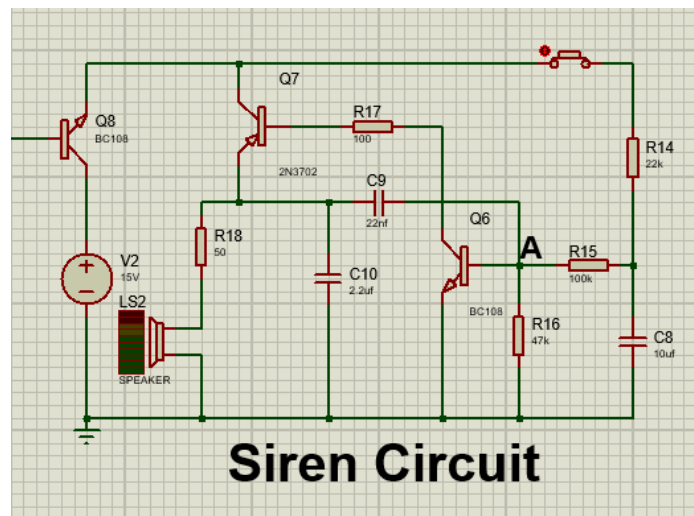 Q7
Q8
BC108
R17
100
R14
22k
2N3702
C9
22nf
Q6
A
R18
50
R15
100k
V2
15V
C10
2.2uf
BC108
LS2
R16
47k
C8
10uf
SPEAKER
+
−
Siren Circuit